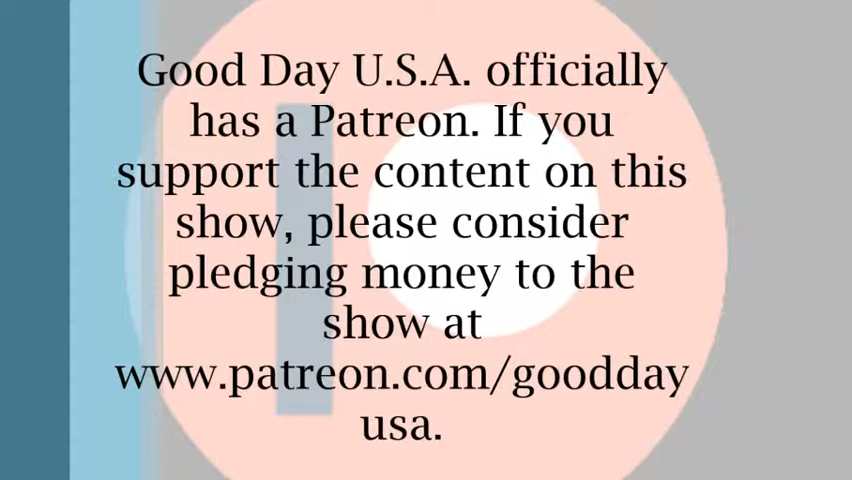 Good Day U.S.A. officially
has a Patreon. If you
support the content on this
show, please consider
pledging money to the
show at
www.patreon.com/goodday
usa.